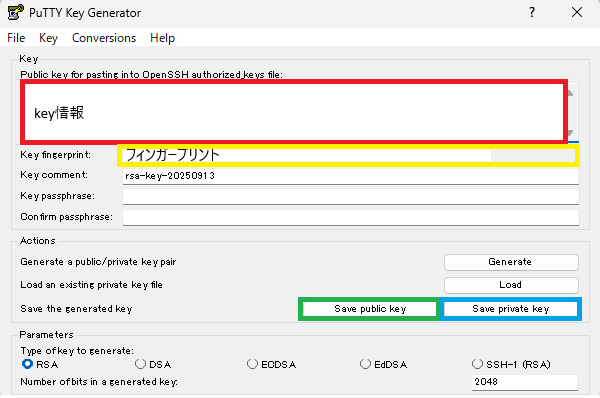 PuTTY Key Generator
?
File Key Conversions Help
Key
Public key for pasting into OpenSSH authorized_keys file:
key情報
Key fingerprint: フィンガープリント
Key comment: rsa-key-20250913
Key passphrase:
Confirm passphrase:
Actions
Generate a public/private key pair Generate
Load an existing private key file Load
Save the generated key Save public key Save private key
Parameters
Type of key to generate:
RSA DSA ECDSA EdDSA SSH-1 (RSA)
Number of bits in a generated key: 2048